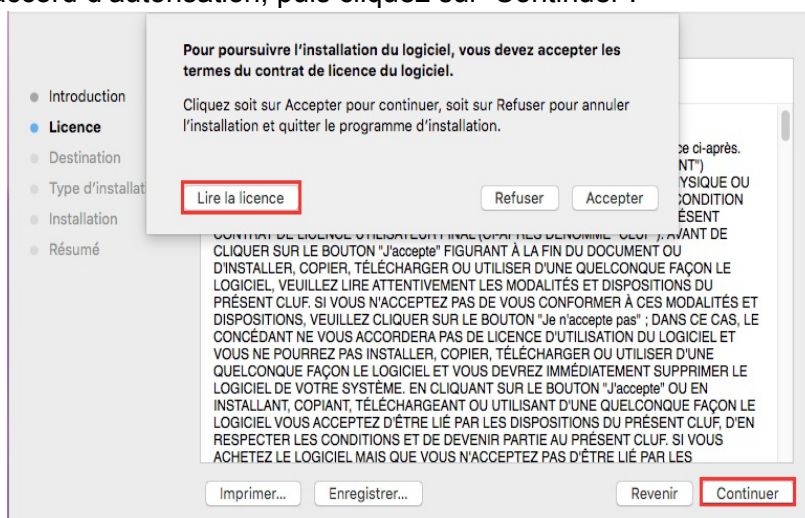 accord d'autorisation, puis cliquez sur "Continuer".
Pour poursuivre l'installation du logiciel, vous devez accepter les
termes du contrat de licence du logiciel.
Cliquez soit sur Accepter pour continuer, soit sur Refuser pour annuler
l'installation et quitter le programme d'installation.
Lire la licence
Refuser
Accepter
Introduction
Licence
Destination
Type d'installat
Installation
Résumé
ce ci-après.
NT")
YSIQUE OU
CONDITION
ÉSENT
CONTRAT DE LICENCE UTILISATEUR FINAL (CI-APRÈS DÉNOMMÉ "CLUF"). AVANT DE
CLIQUER SUR LE BOUTON "J'accepte" FIGURANT À LA FIN DU DOCUMENT OU
D'INSTALLER, COPIER, TÉLÉCHARGER OU UTILISER D'UNE QUELCONQUE FAÇON LE
LOGICIEL, VEUILLEZ LIRE ATTENTIVEMENT LES MODALITÉS ET DISPOSITIONS DU
PRÉSENT CLUF. SI VOUS N'ACCEPTEZ PAS DE VOUS CONFORMER À CES MODALITÉS ET
DISPOSITIONS, VEUILLEZ CLIQUER SUR LE BOUTON "Je n'accepte pas" ; DANS CE CAS, LE
CONCÉDANT NE VOUS ACCORDERA PAS DE LICENCE D'UTILISATION DU LOGICIEL ET
VOUS NE POURREZ PAS INSTALLER, COPIER, TÉLÉCHARGER OU UTILISER D'UNE
QUELCONQUE FAÇON LE LOGICIEL ET VOUS DEVREZ IMMÉDIATEMENT SUPPRIMER LE
LOGICIEL DE VOTRE SYSTÈME. EN CLIQUANT SUR LE BOUTON "J'accepte" OU EN
INSTALLANT, COPIANT, TÉLÉCHARGEANT OU UTILISANT D'UNE QUELCONQUE FAÇON LE
LOGICIEL VOUS ACCEPTEZ D'ÊTRE LIÉ PAR LES DISPOSITIONS DU PRÉSENT CLUF, D'EN
RESPECTER LES CONDITIONS ET DE DEVENIR PARTIE AU PRÉSENT CLUF. SI VOUS
ACHETEZ LE LOGICIEL MAIS QUE VOUS N'ACCEPTEZ PAS D'ÊTRE LIÉ PAR LES
Imprimer...
Enregistrer...
Revenir
Continuer